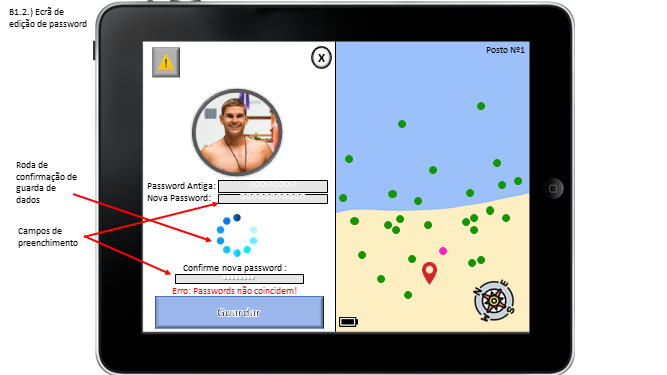 B1.2.) Ecrã de
edição de password
X
Posto Nº1
Roda de
confirmação de
guarda de
dados
Password Antiga:
Nova Password:
Campos de
preenchimento
Confirme nova password :
Erro: Passwords não coincidem!
Guardar
N
E
S